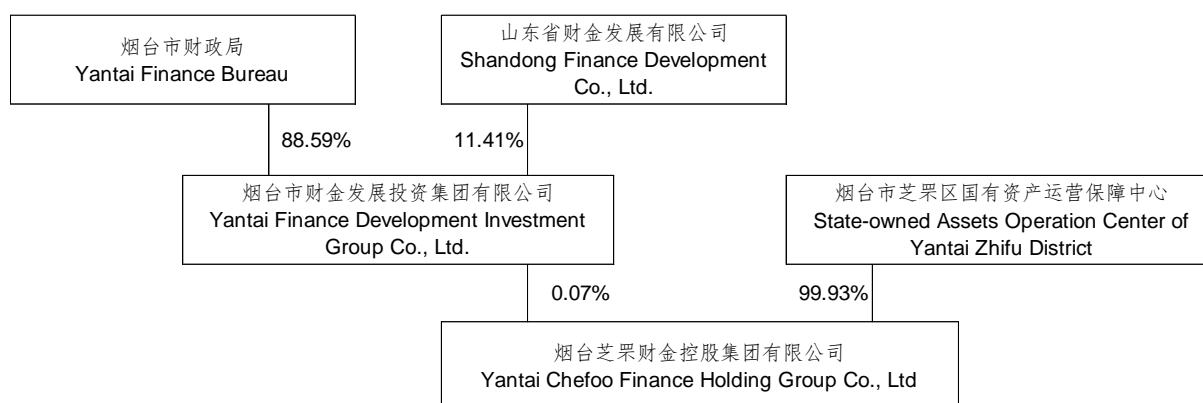 烟台市财政局
Yantai Finance Bureau
山东省财金发展有限公司
Shandong Finance Development
Co., Ltd.
88.59%
11.41%
烟台市财金发展投资集团有限公司
Yantai Finance Development Investment
Group Co., Ltd.
烟台市芝罘区国有资产运营保障中心
State-owned Assets Operation Center of
Yantai Zhifu District
0.07%
99.93%
烟台芝罘财金控股集团有限公司
Yantai Chefoo Finance Holding Group Co., Ltd